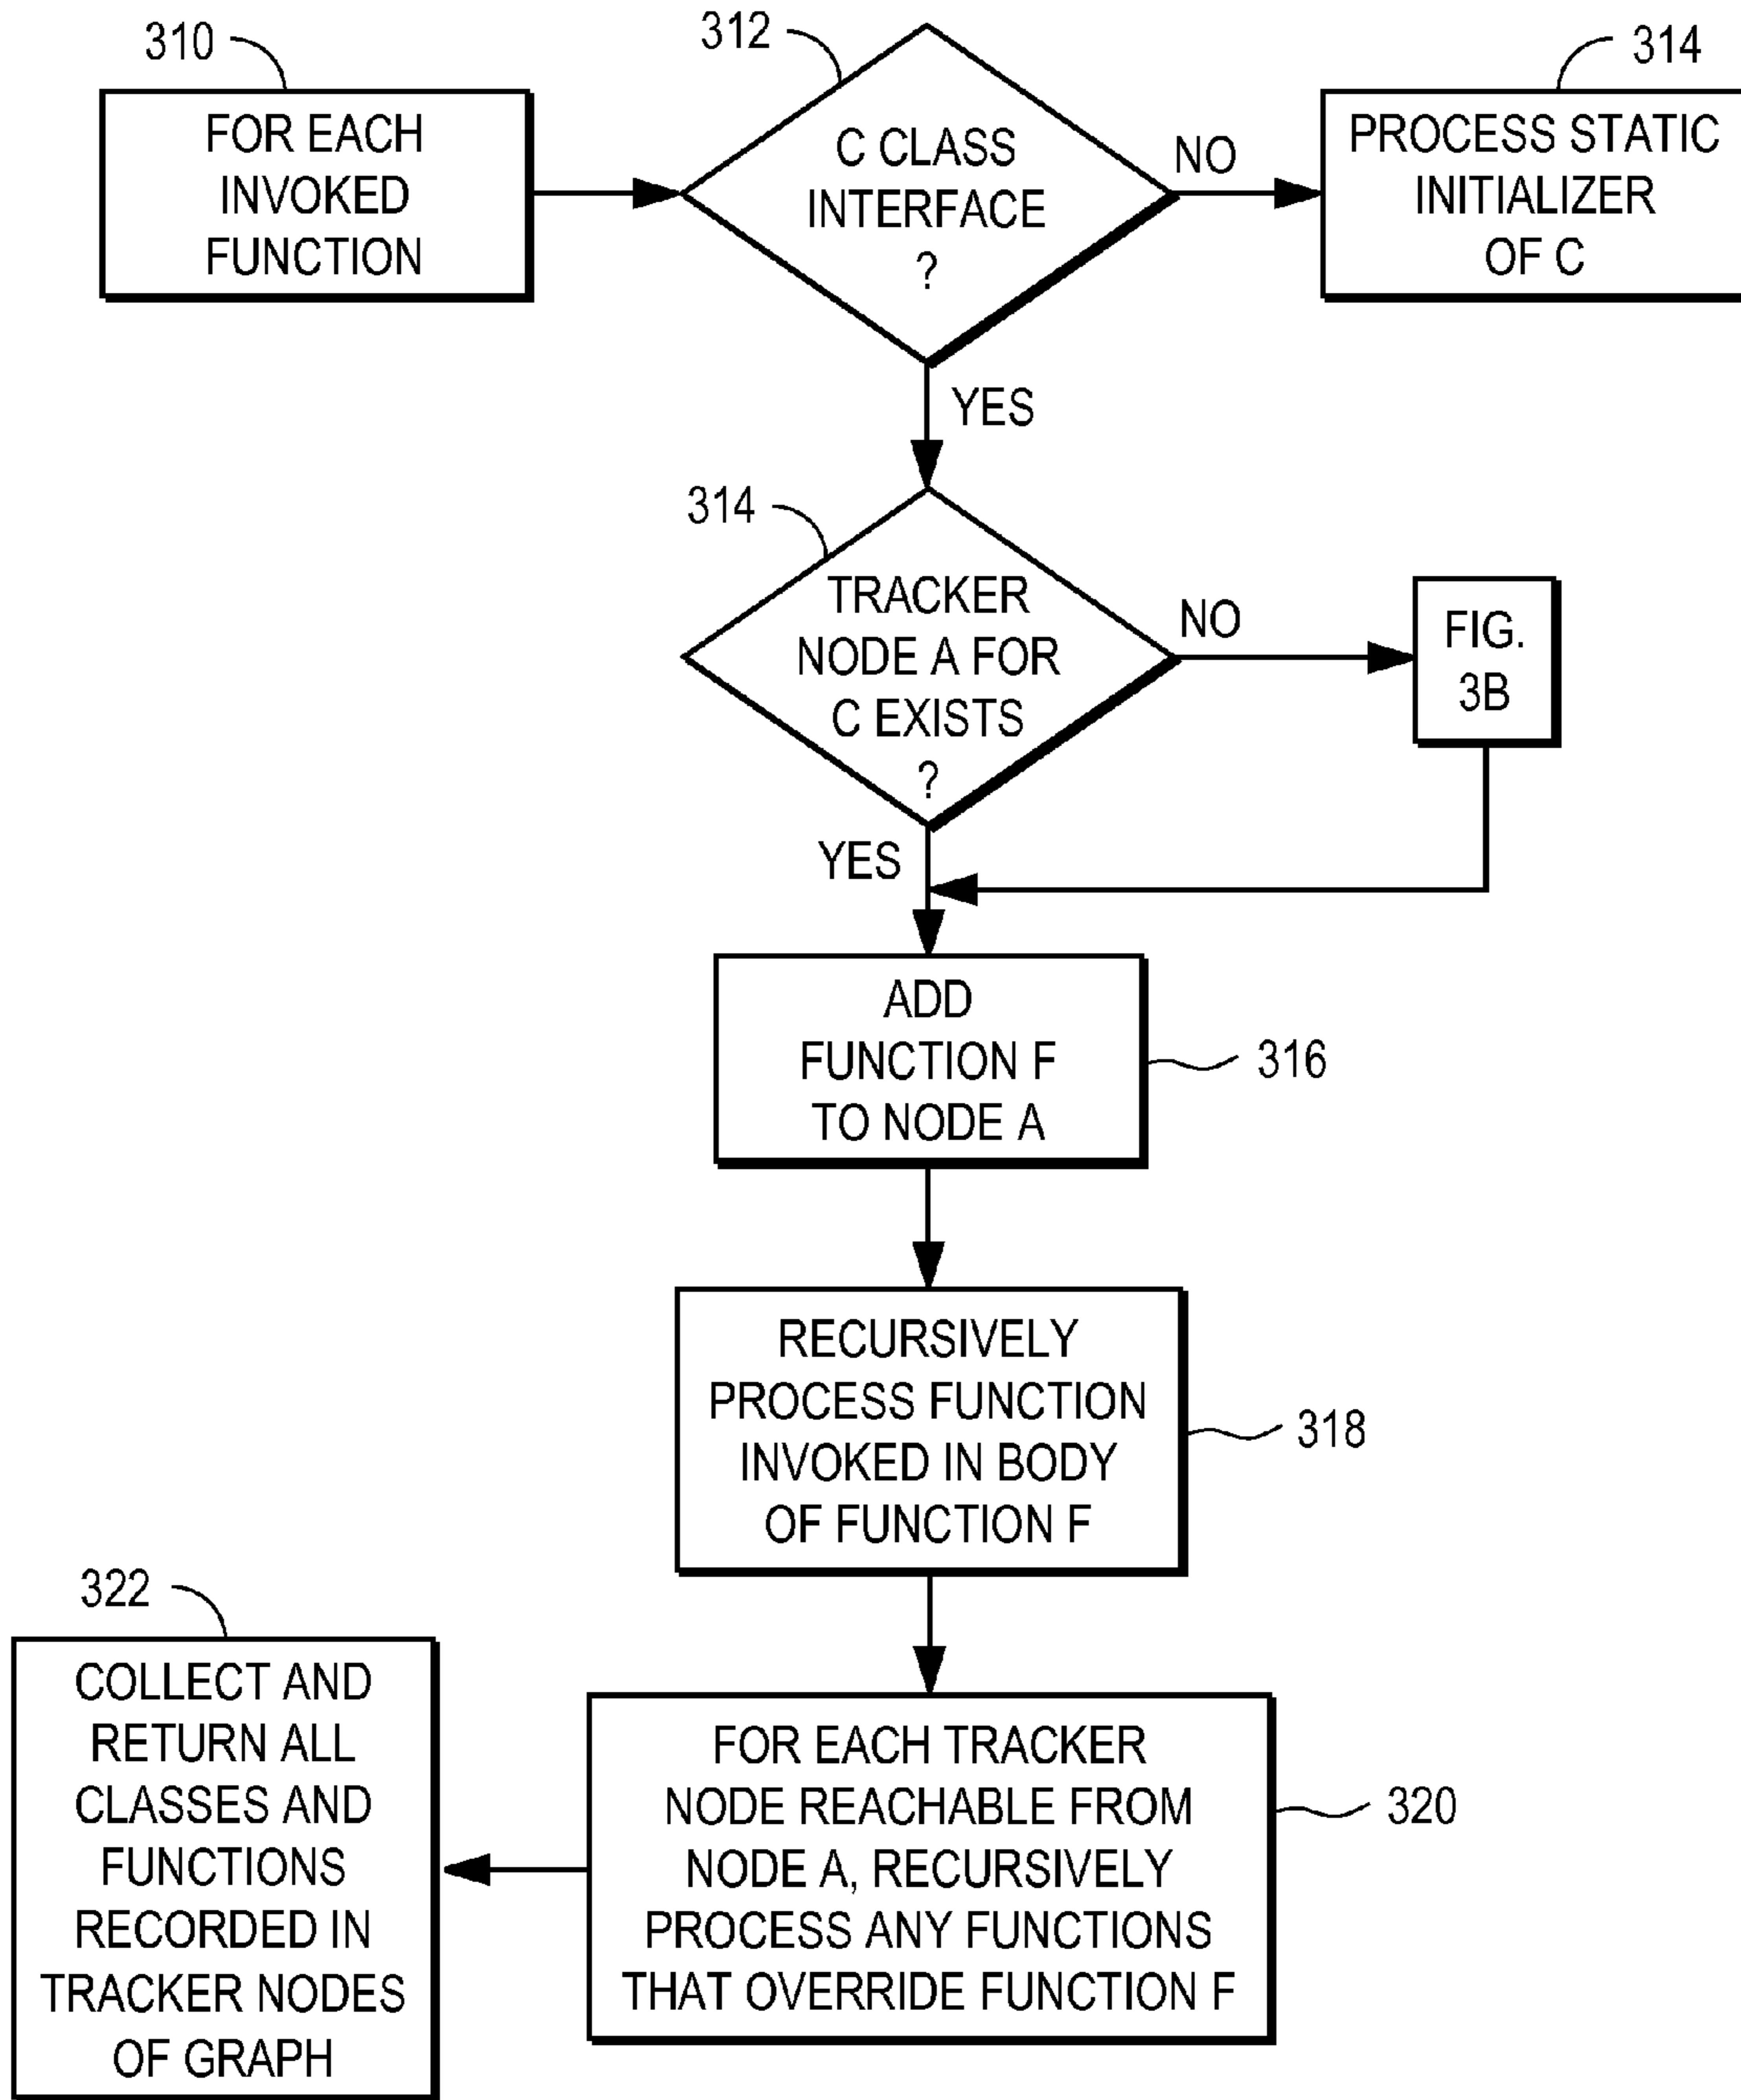 310
FOR EACH
INVOKED
FUNCTION
312
C CLASS
INTERFACE
?
NO
314
PROCESS STATIC
INITIALIZER
OF C
YES
314
TRACKER
NODE A FOR
C EXISTS
?
NO
FIG.
3B
YES
ADD
FUNCTION F
TO NODE A
316
RECURSIVELY
PROCESS FUNCTION
INVOKED IN BODY
OF FUNCTION F
318
FOR EACH TRACKER
NODE REACHABLE FROM
NODE A, RECURSIVELY
PROCESS ANY FUNCTIONS
THAT OVERRIDE FUNCTION F
320
322
COLLECT AND
RETURN ALL
CLASSES AND
FUNCTIONS
RECORDED IN
TRACKER NODES
OF GRAPH